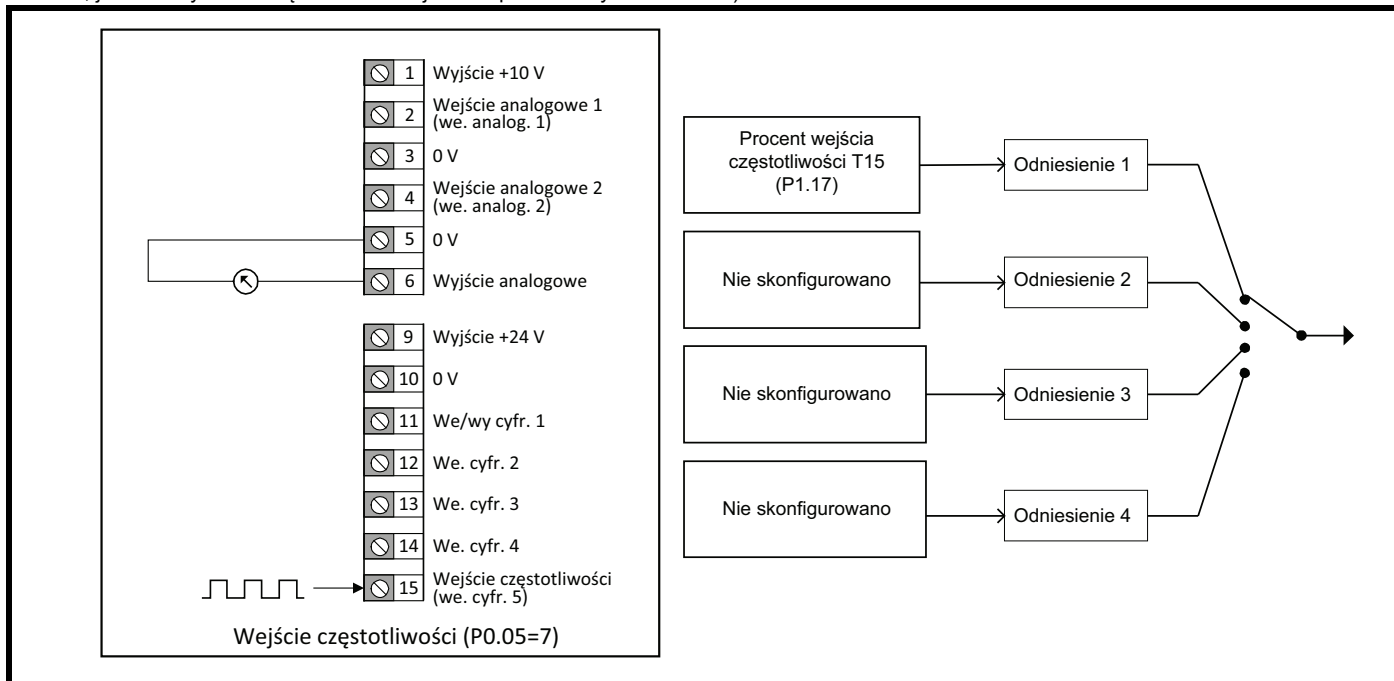 1 Wyjście +10 V
2 Wejście analogowe 1
(we. analog. 1)
3 0 V
4 Wejście analogowe 2
(we. analog. 2)
5 0 V
6 Wyjście analogowe
9 Wyjście +24 V
10 0 V
11 We/wy cyfr. 1
12 We. cyfr. 2
13 We. cyfr. 3
14 We. cyfr. 4
15 Wejście częstotliwości
(we. cyfr. 5)
Wejście częstotliwości (P0.05=7)
Procent wejścia
częstotliwości T15
(P1.17)
Odniesienie 1
Nie skonfigurowano
Odniesienie 2
Nie skonfigurowano
Odniesienie 3
Nie skonfigurowano
Odniesienie 4